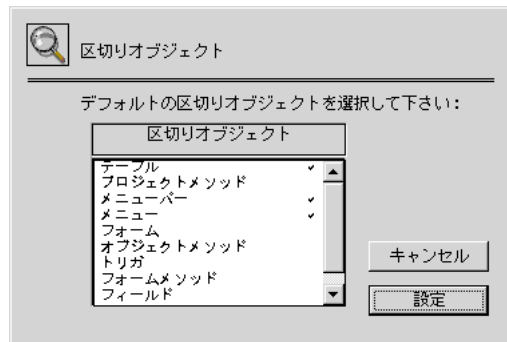 区切りオブジェクト
デフォルトの区切りオブジェクトを選択して下さい:
区切りオブジェクト
テーブル
プロジェクトメソッド
メニューバー
メニュー
フォーム
オブジェクトメソッド
トリガ
フォームメソッド
フィールド
キャンセル
設定